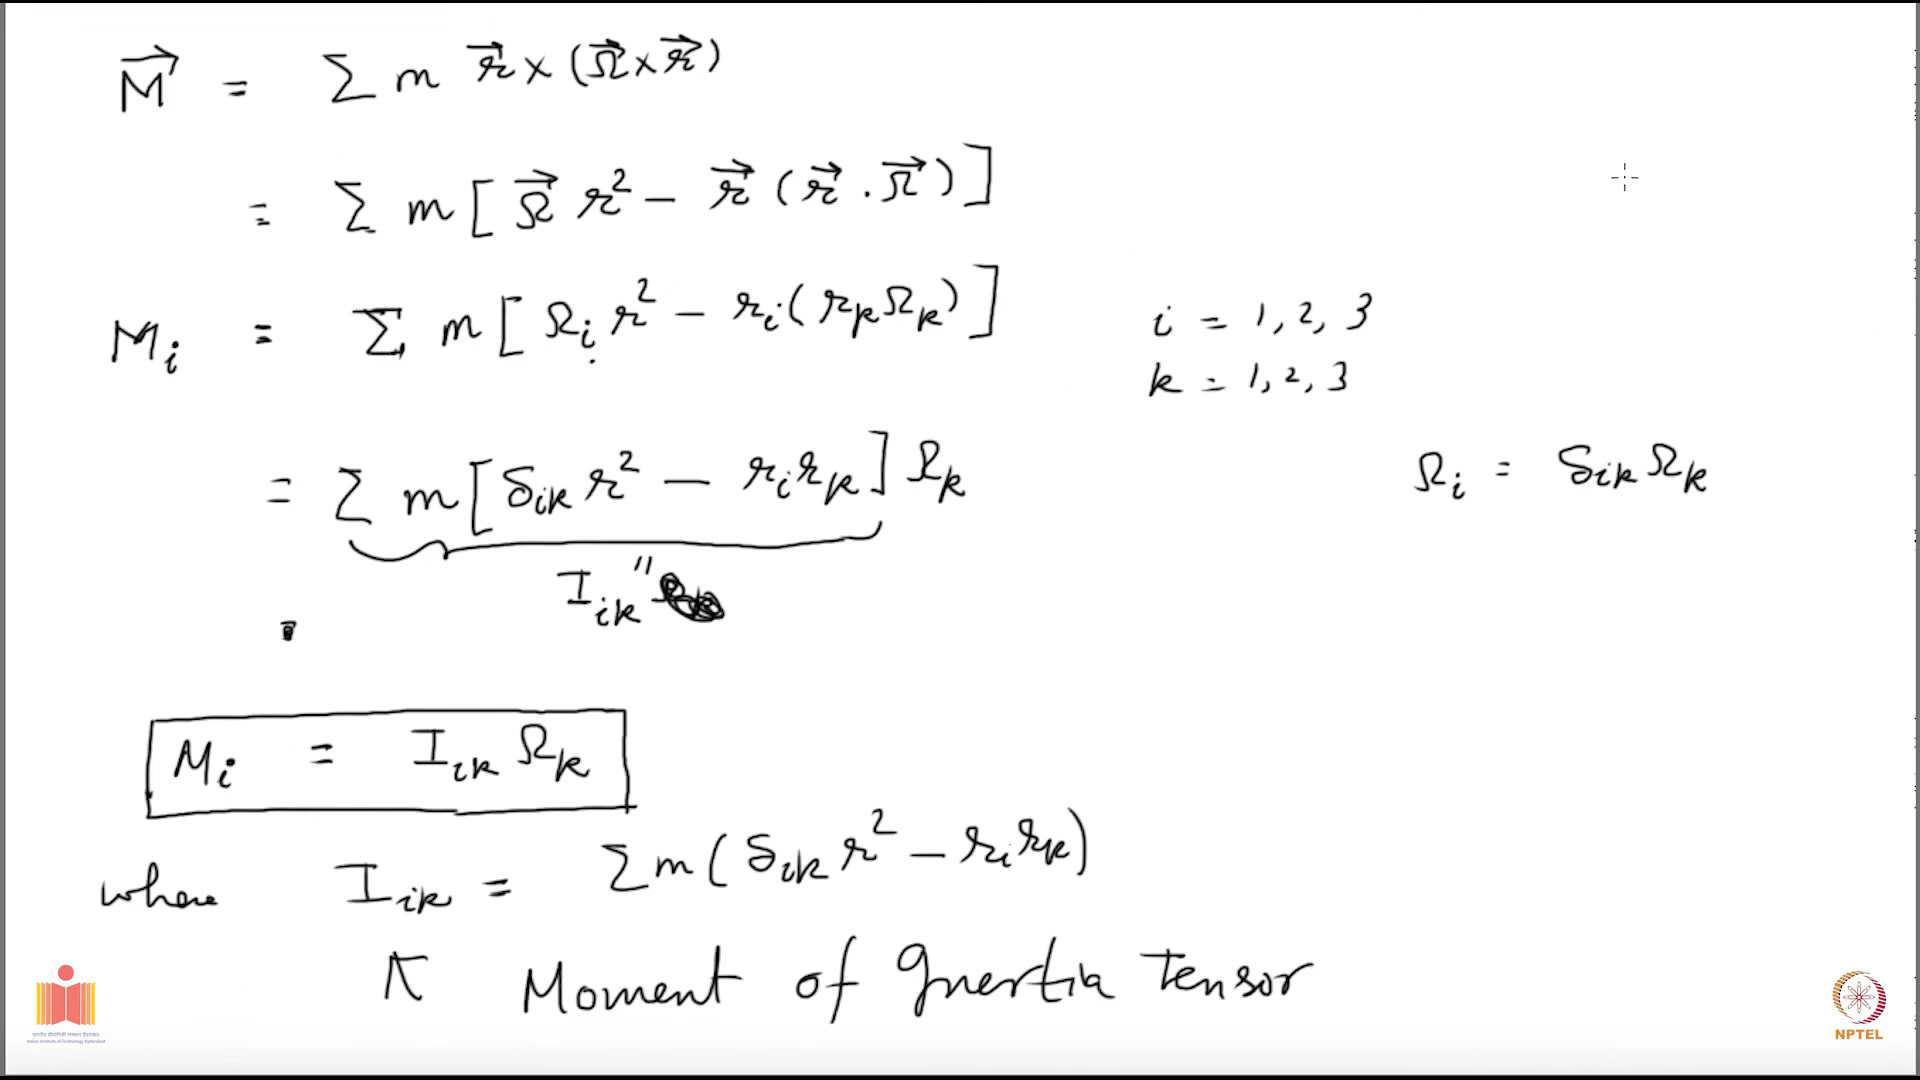 M⃗ = ∑ m r⃗ × (Ω⃗ × r⃗)
= ∑ m [ Ω⃗ r² − r⃗ ( r⃗ . Ω⃗ ) ]
Mᵢ = ∑ m [ Ωᵢ r² − rᵢ ( rₖ Ωₖ ) ]
i = 1, 2, 3
k = 1, 2, 3
= ∑ m [ δᵢₖ r² − rᵢ rₖ ] Ωₖ
Ωᵢ = δᵢₖ Ωₖ
Iᵢₖ
Mᵢ = Iᵢₖ Ωₖ
where Iᵢₖ = ∑ m ( δᵢₖ r² − rᵢ rₖ )
Moment of Inertia Tensor
NPTEL